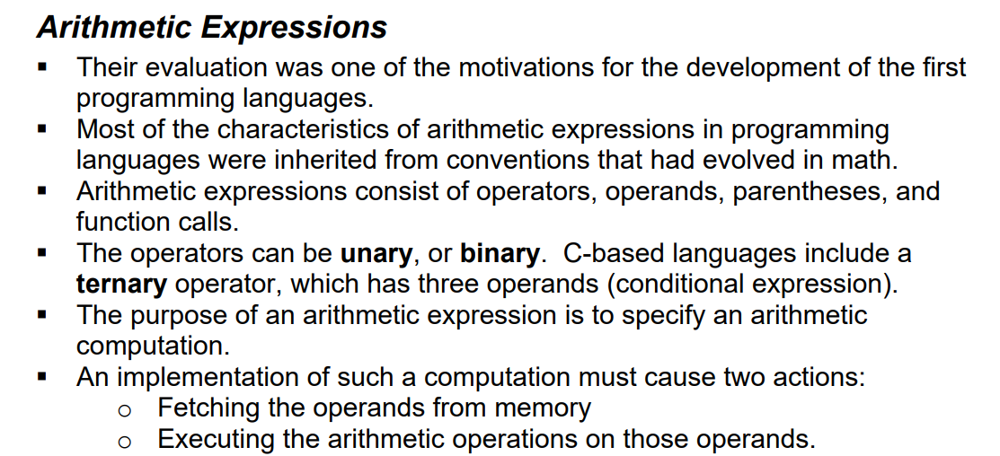 Arithmetic Expressions
▪ Their evaluation was one of the motivations for the development of the first
programming languages.
▪ Most of the characteristics of arithmetic expressions in programming
languages were inherited from conventions that had evolved in math.
▪ Arithmetic expressions consist of operators, operands, parentheses, and
function calls.
▪ The operators can be unary, or binary.  C-based languages include a
ternary operator, which has three operands (conditional expression).
▪ The purpose of an arithmetic expression is to specify an arithmetic
computation.
▪ An implementation of such a computation must cause two actions:
o Fetching the operands from memory
o Executing the arithmetic operations on those operands.